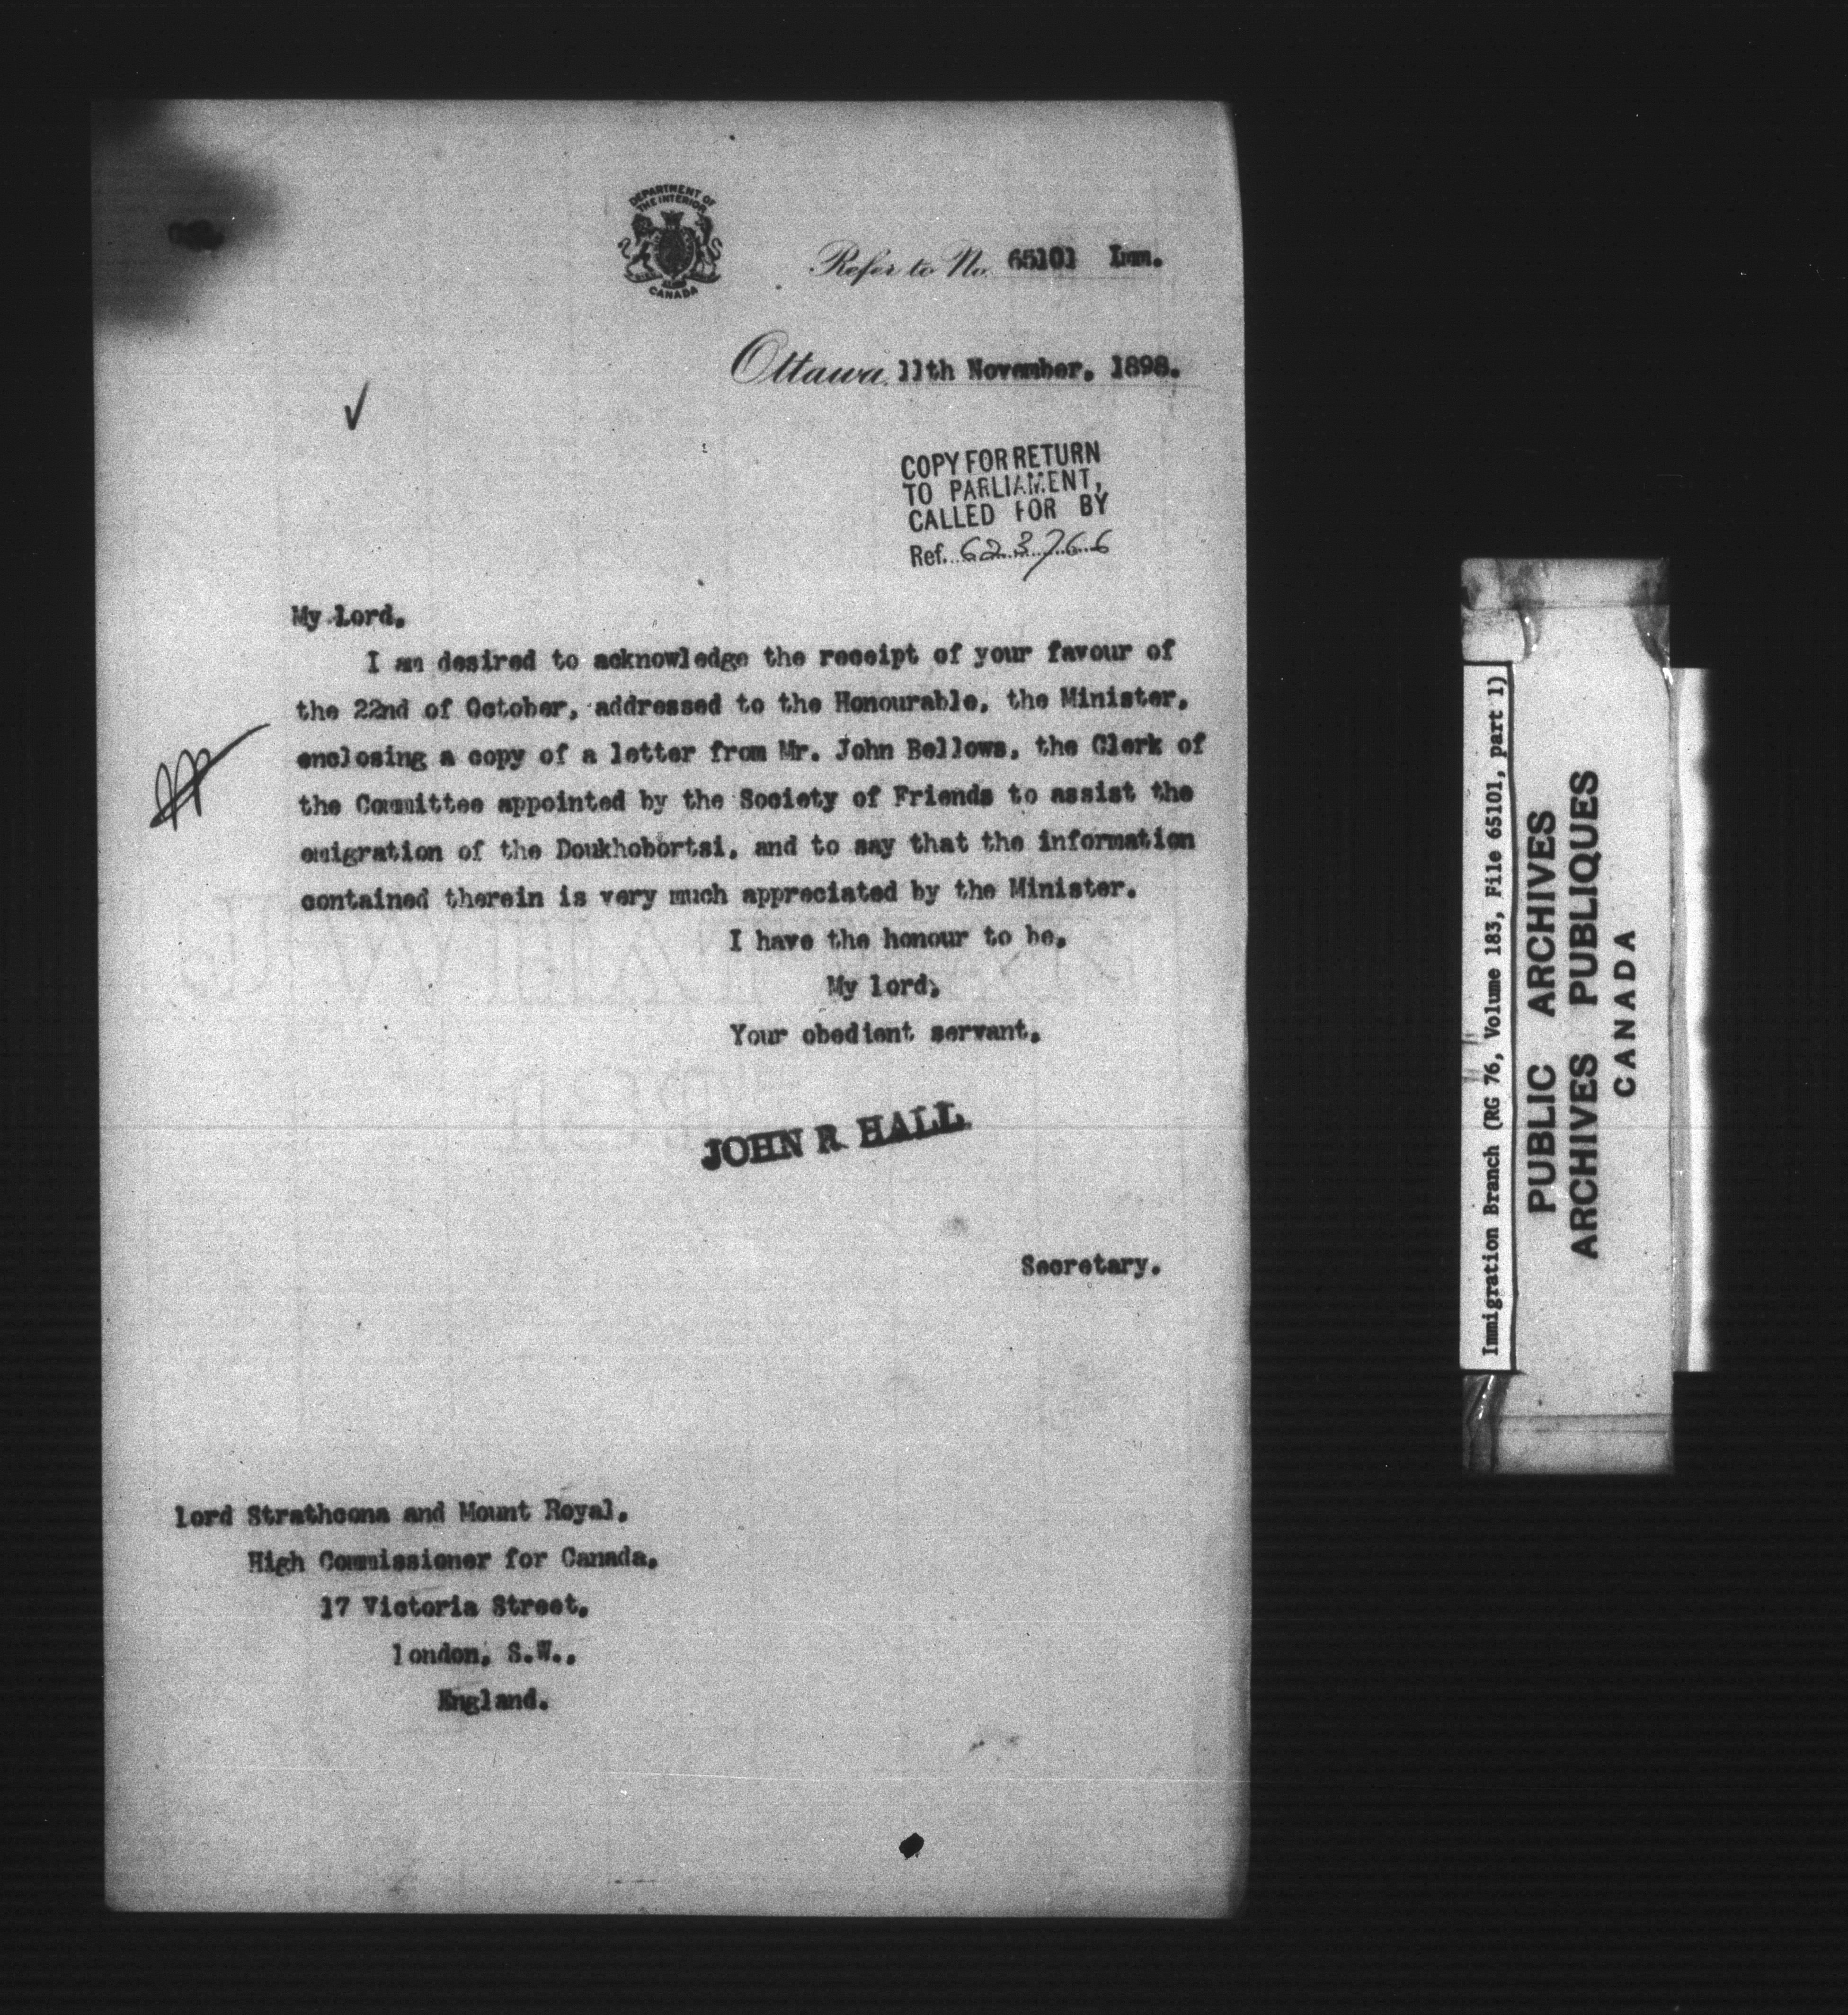 DEPARTMENT OF
THE INTERIOR
CANADA
Refer to No. 65101 Imm.
Ottawa, 11th November, 1898.
COPY FOR RETURN
TO PARLIAMENT,
CALLED FOR BY
Ref. 623766
My Lord,
I am desired to acknowledge the receipt of your favour of
the 22nd of October, addressed to the Honourable, the Minister,
enclosing a copy of a letter from Mr. John Bellows, the Clerk of
the Committee appointed by the Society of Friends to assist the
emigration of the Doukhobortsi, and to say that the information
contained therein is very much appreciated by the Minister.
I have the honour to be,
My lord,
Your obedient servant,
JOHN R. HALL.
Secretary.
lord Strathcona and Mount Royal,
High Commissioner for Canada,
17 Victoria Street,
london, S.W.,
England.
Immigration Branch (RG 76, Volume 183, File 65101, part 1)
PUBLIC ARCHIVES
ARCHIVES PUBLIQUES
CANADA